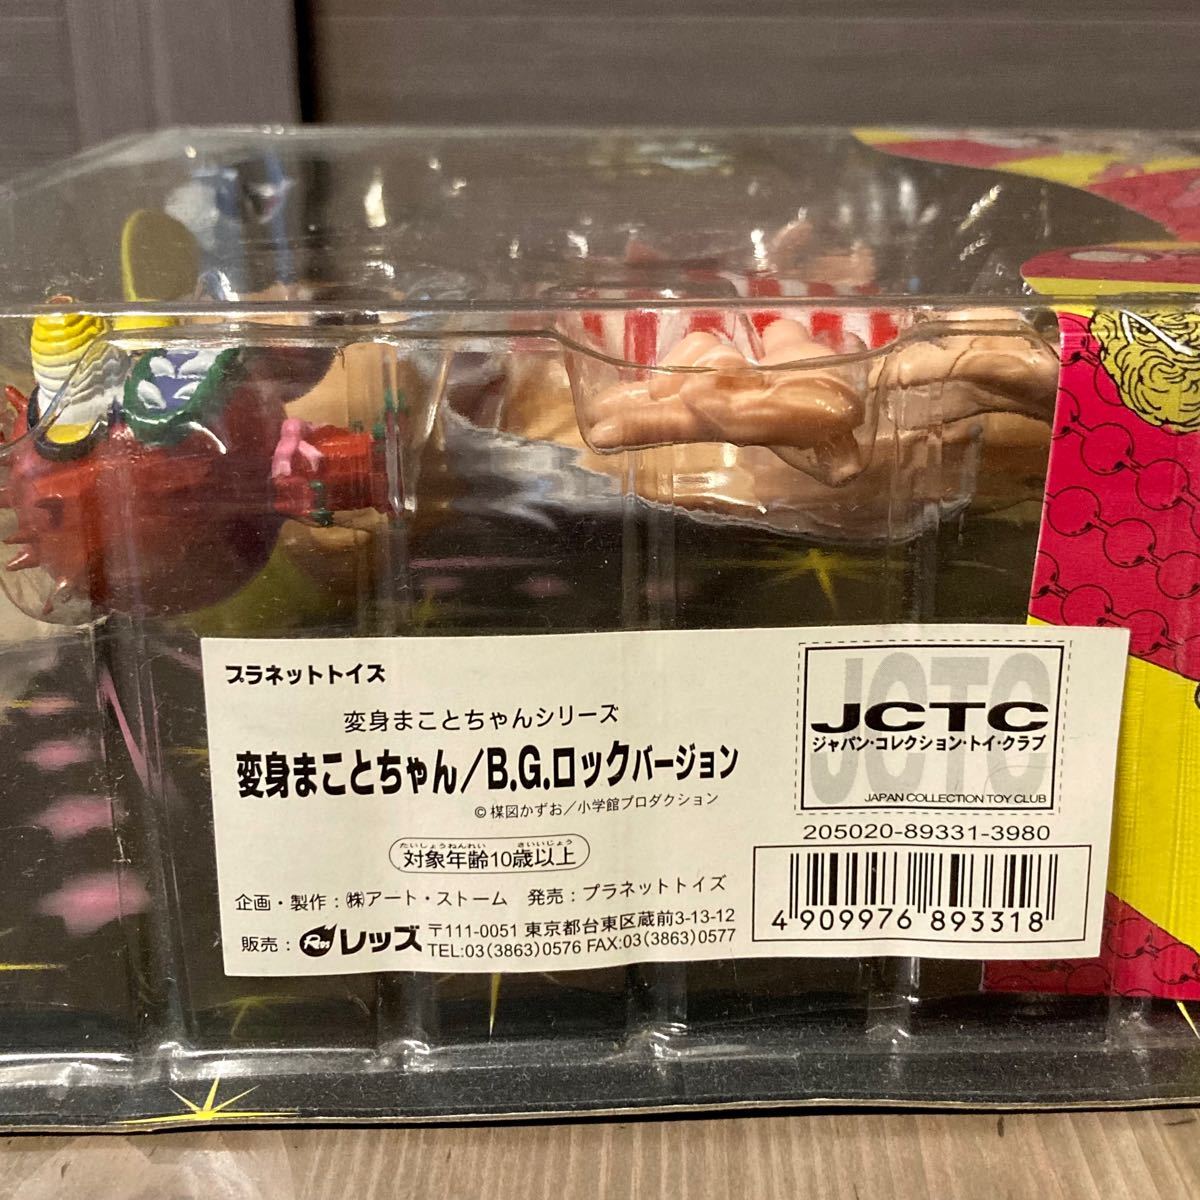 プラネットトイズ
変身まことちゃんシリーズ
変身まことちゃん/B.G.ロックバージョン
©楳図かずお/小学館プロダクション
たいしょうねんれい さいいじょう
対象年齢10歳以上
企画・製作:㈱アート・ストーム 発売:プラネットトイズ
販売: Rm レッズ 〒111-0051 東京都台東区蔵前3-13-12
TEL:03(3863)0576 FAX:03(3863)0577
JCTC
JCTC
ジャパン・コレクション・トイ・クラブ
JAPAN COLLECTION TOY CLUB
205020-89331-3980
4 909976 893318